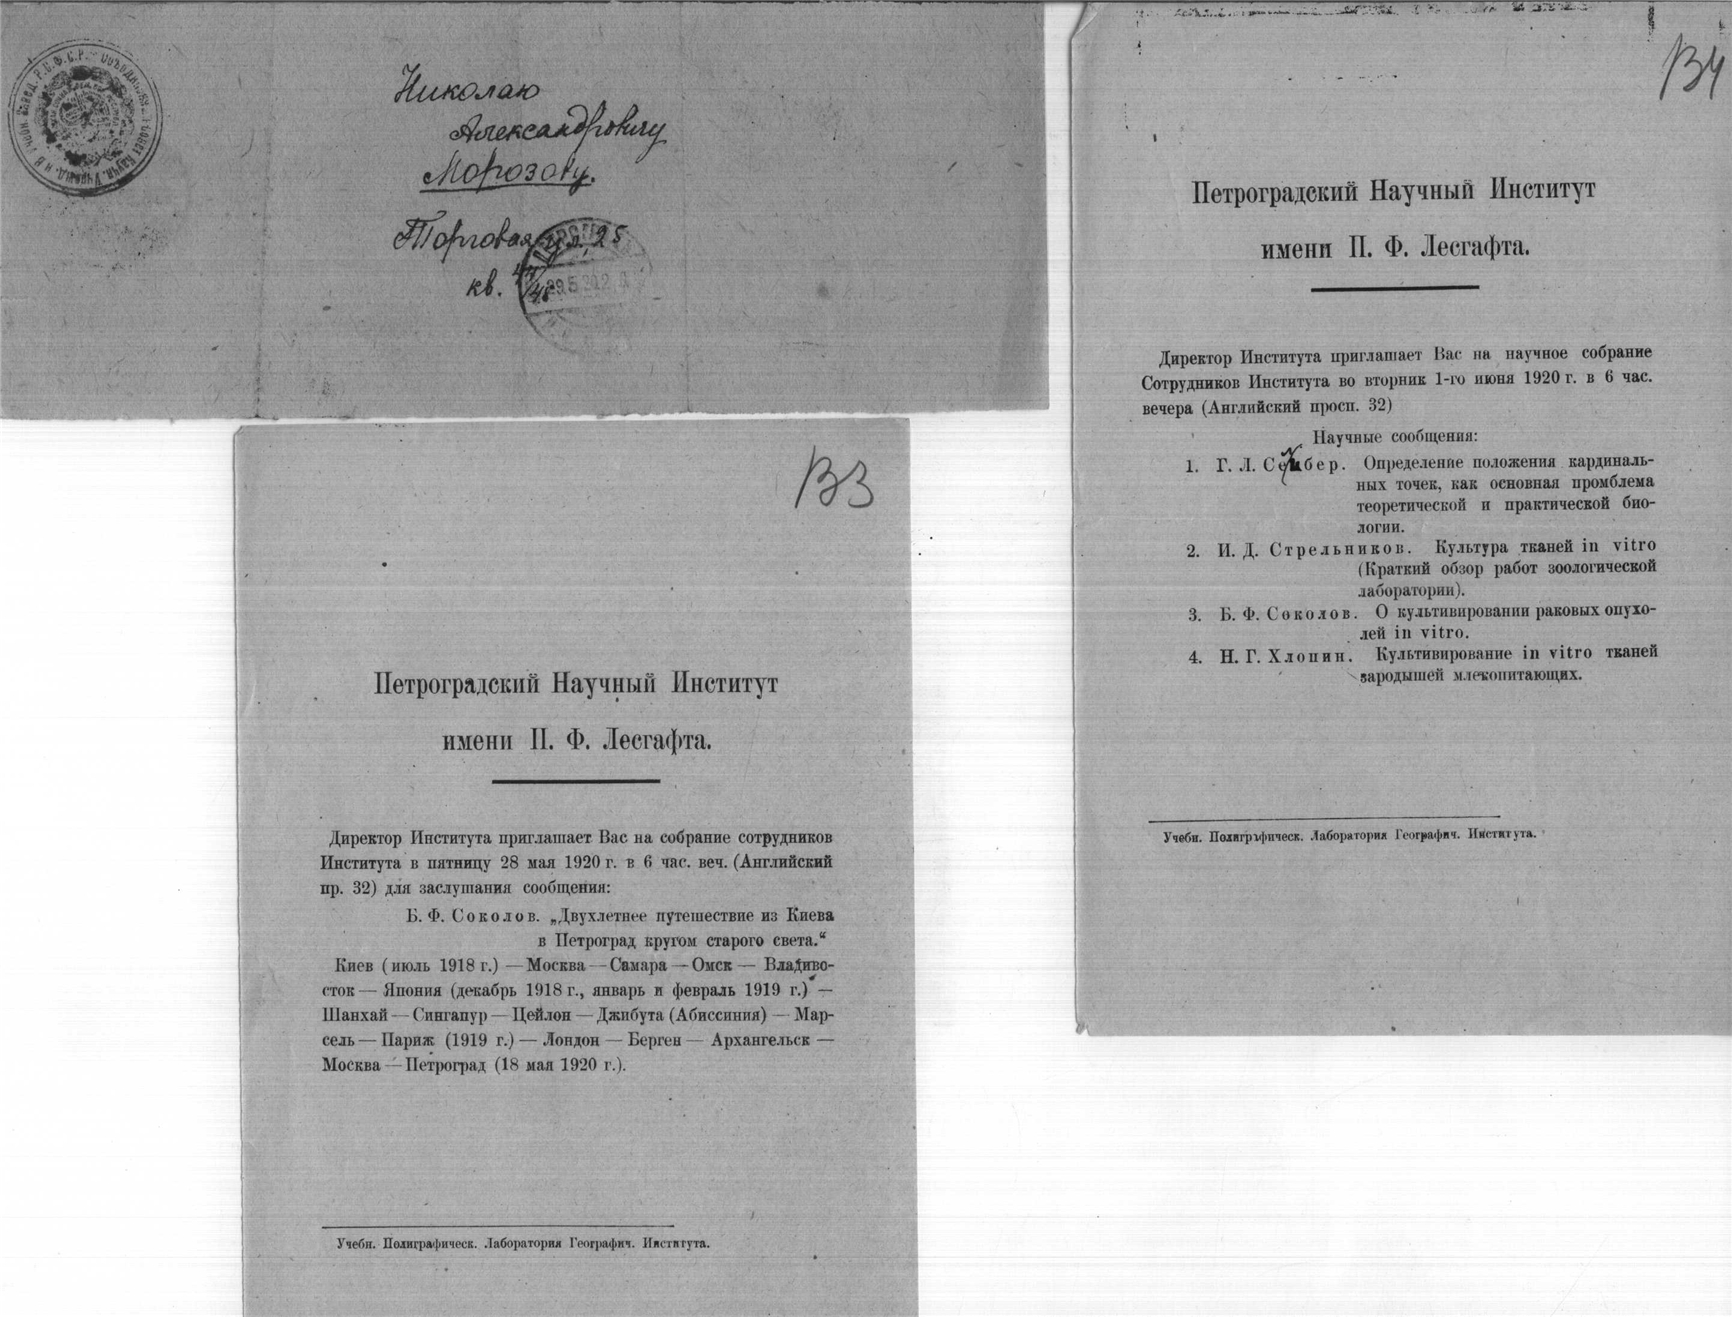 Николаю
Александровичу
Морозову.
Торговая ул., 25
кв.
29.5.20
В3
Петроградский Научный Институт
имени П. Ф. Лесгафта.
Директор Института приглашает Вас на собрание сотрудников
Института в пятницу 28 мая 1920 г. в 6 час. веч. (Английский
пр. 32) для заслушания сообщения:
Б. Ф. Соколов. „Двухлетнее путешествие из Киева
в Петроград кругом старого света.“
Киев (июль 1918 г.) — Москва — Самара — Омск — Владиво-
сток — Япония (декабрь 1918 г., январь и февраль 1919 г.) —
Шанхай — Сингапур — Цейлон — Джибута (Абиссиния) — Мар-
сель — Париж (1919 г.) — Лондон — Берген — Архангельск —
Москва — Петроград (18 мая 1920 г.).
Учебн. Полиграфическ. Лаборатория Географич. Института.
В4
Петроградский Научный Институт
имени П. Ф. Лесгафта.
Директор Института приглашает Вас на научное собрание
Сотрудников Института во вторник 1-го июня 1920 г. в 6 час.
вечера (Английский просп. 32)
Научные сообщения:
1. Г. Л. Определение положения кардиналь-
ных точек, как основная промблема
теоретической и практической био-
логии.
2. И. Д. Стрельников. Культура тканей in vitro
(Краткий обзор работ зоологической
лаборатории).
3. Б. Ф. Соколов. О культивировании раковых опухо-
лей in vitro.
4. Н. Г. Хлопин. Культивирование in vitro тканей
зародышей млекопитающих.
Учебн. Полиграфическ. Лаборатория Географич. Института.